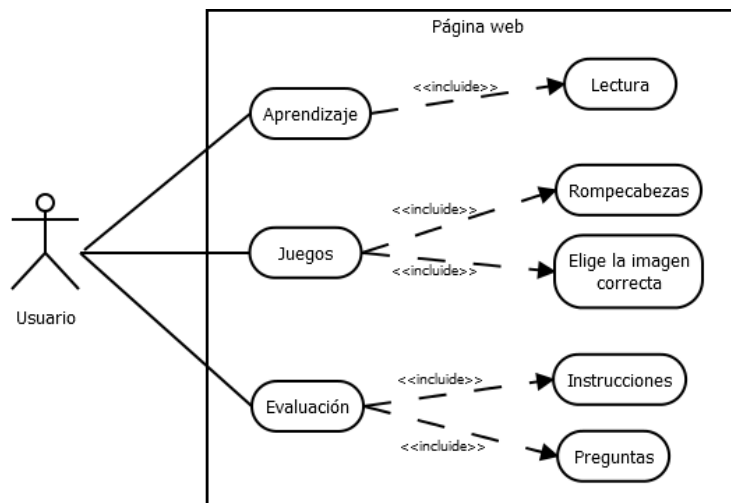 Página web
<<incluide>>
Lectura
Aprendizaje
<<incluide>>
Rompecabezas
Juegos
<<incluide>>
Elige la imagen
correcta
Usuario
<<incluide>>
Instrucciones
Evaluación
<<incluide>>
Preguntas